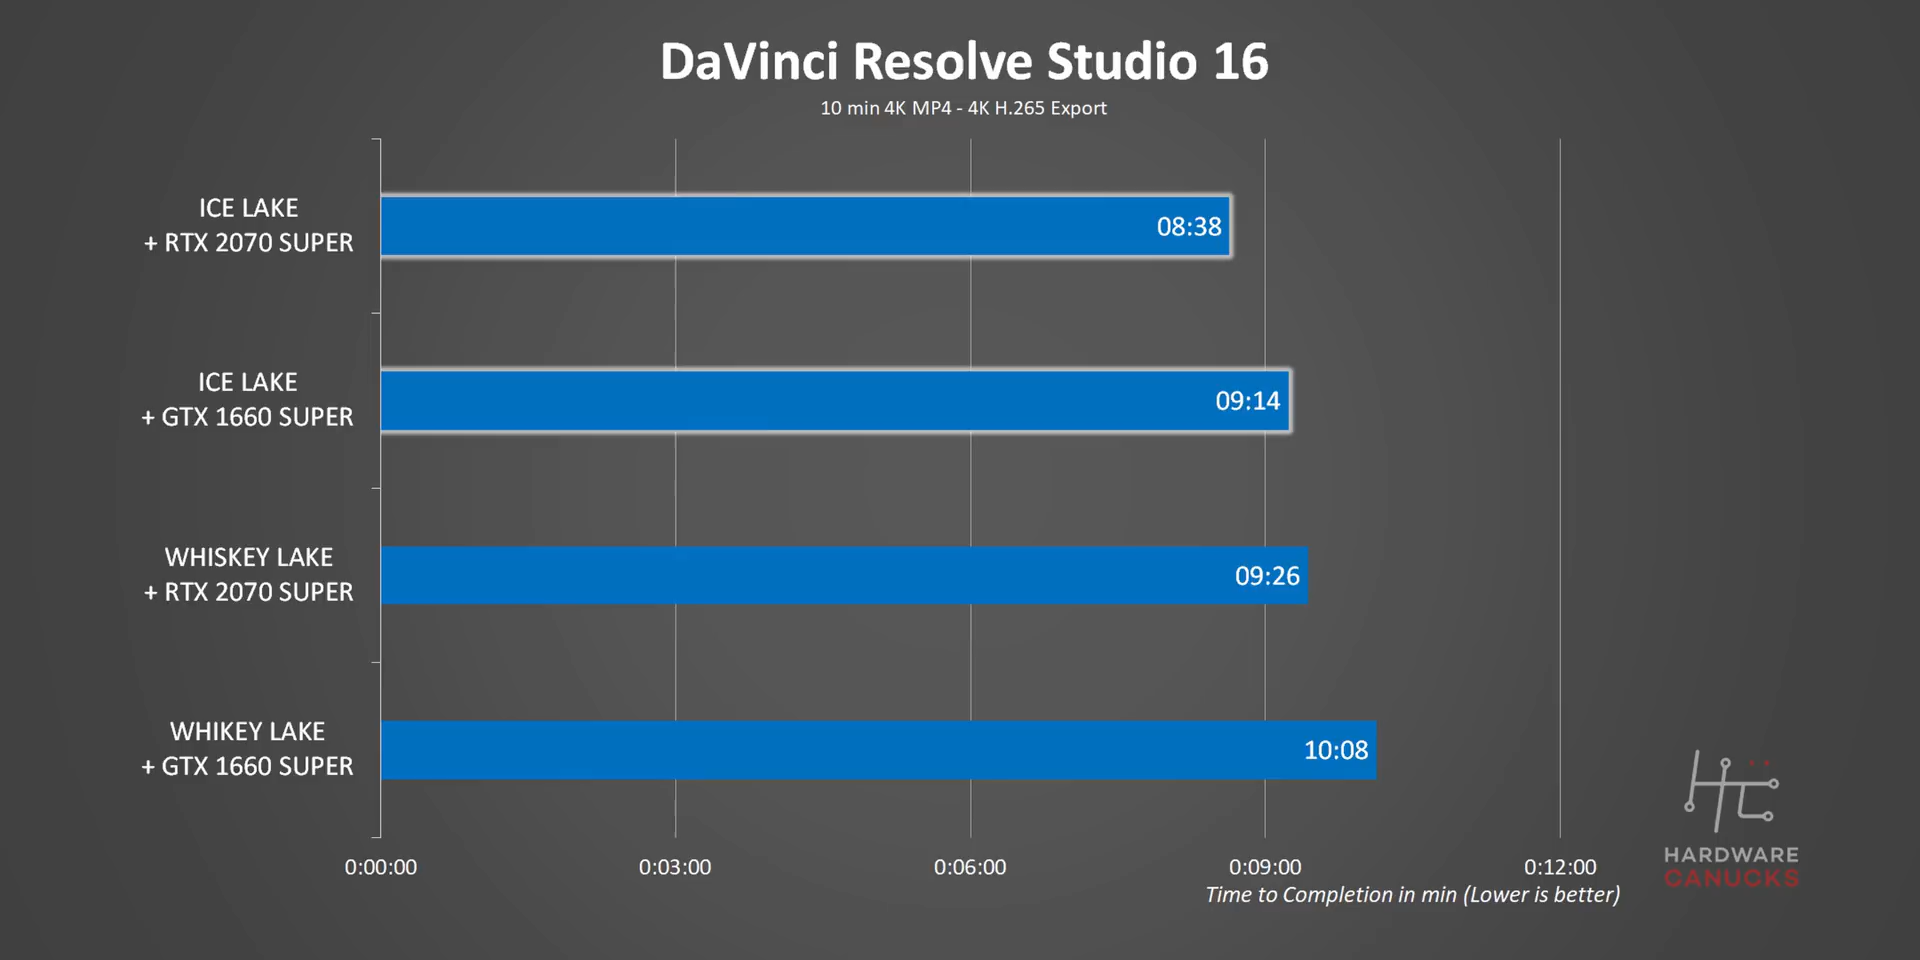 DaVinci Resolve Studio 16
10 min 4K MP4 - 4K H.265 Export
ICE LAKE
+ RTX 2070 SUPER
08:38
ICE LAKE
+ GTX 1660 SUPER
09:14
WHISKEY LAKE
+ RTX 2070 SUPER
09:26
WHIKEY LAKE
+ GTX 1660 SUPER
10:08
0:00:00
0:03:00
0:06:00
0:09:00
0:12:00
Time to Completion in min (Lower is better)
HARDWARE
CANUCKS